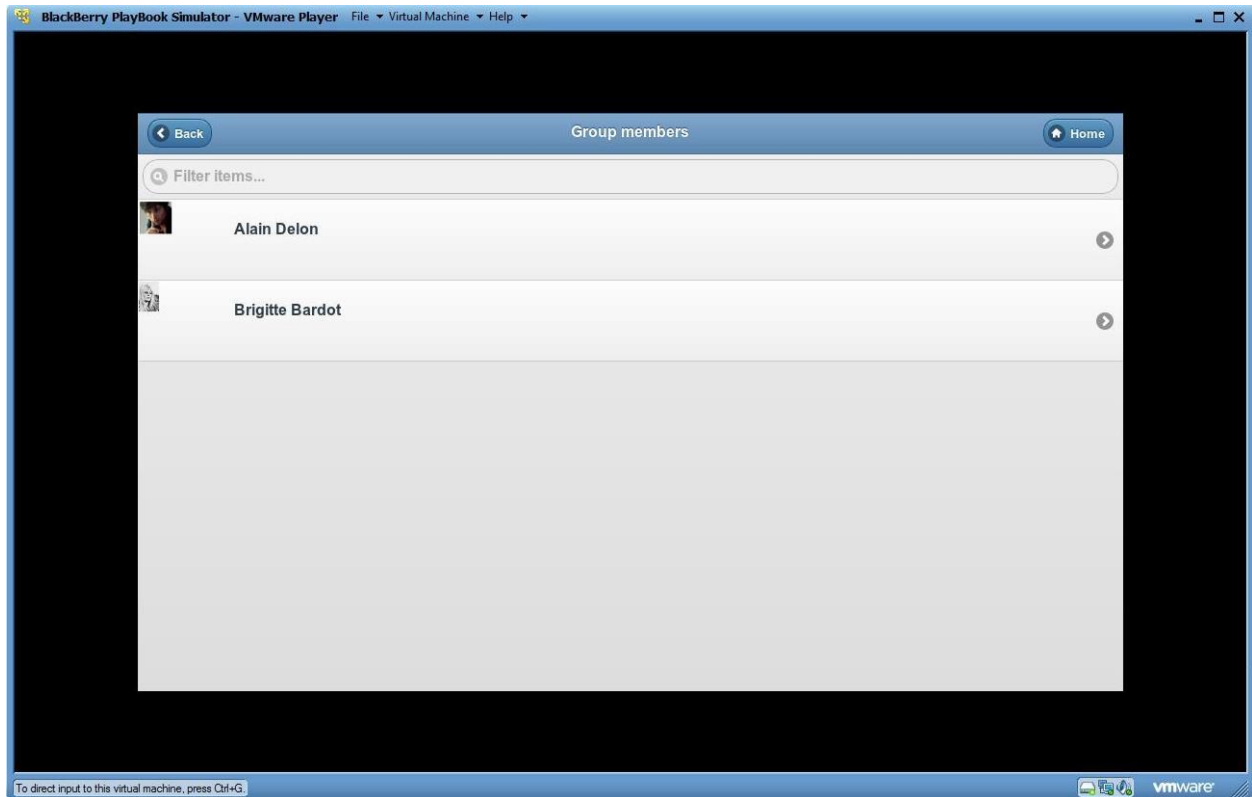 BlackBerry PlayBook Simulator - VMware Player File Virtual Machine Help
Back Group members Home
Filter items...
Alain Delon
Brigitte Bardot
To direct input to this virtual machine, press Ctrl+G. vmware